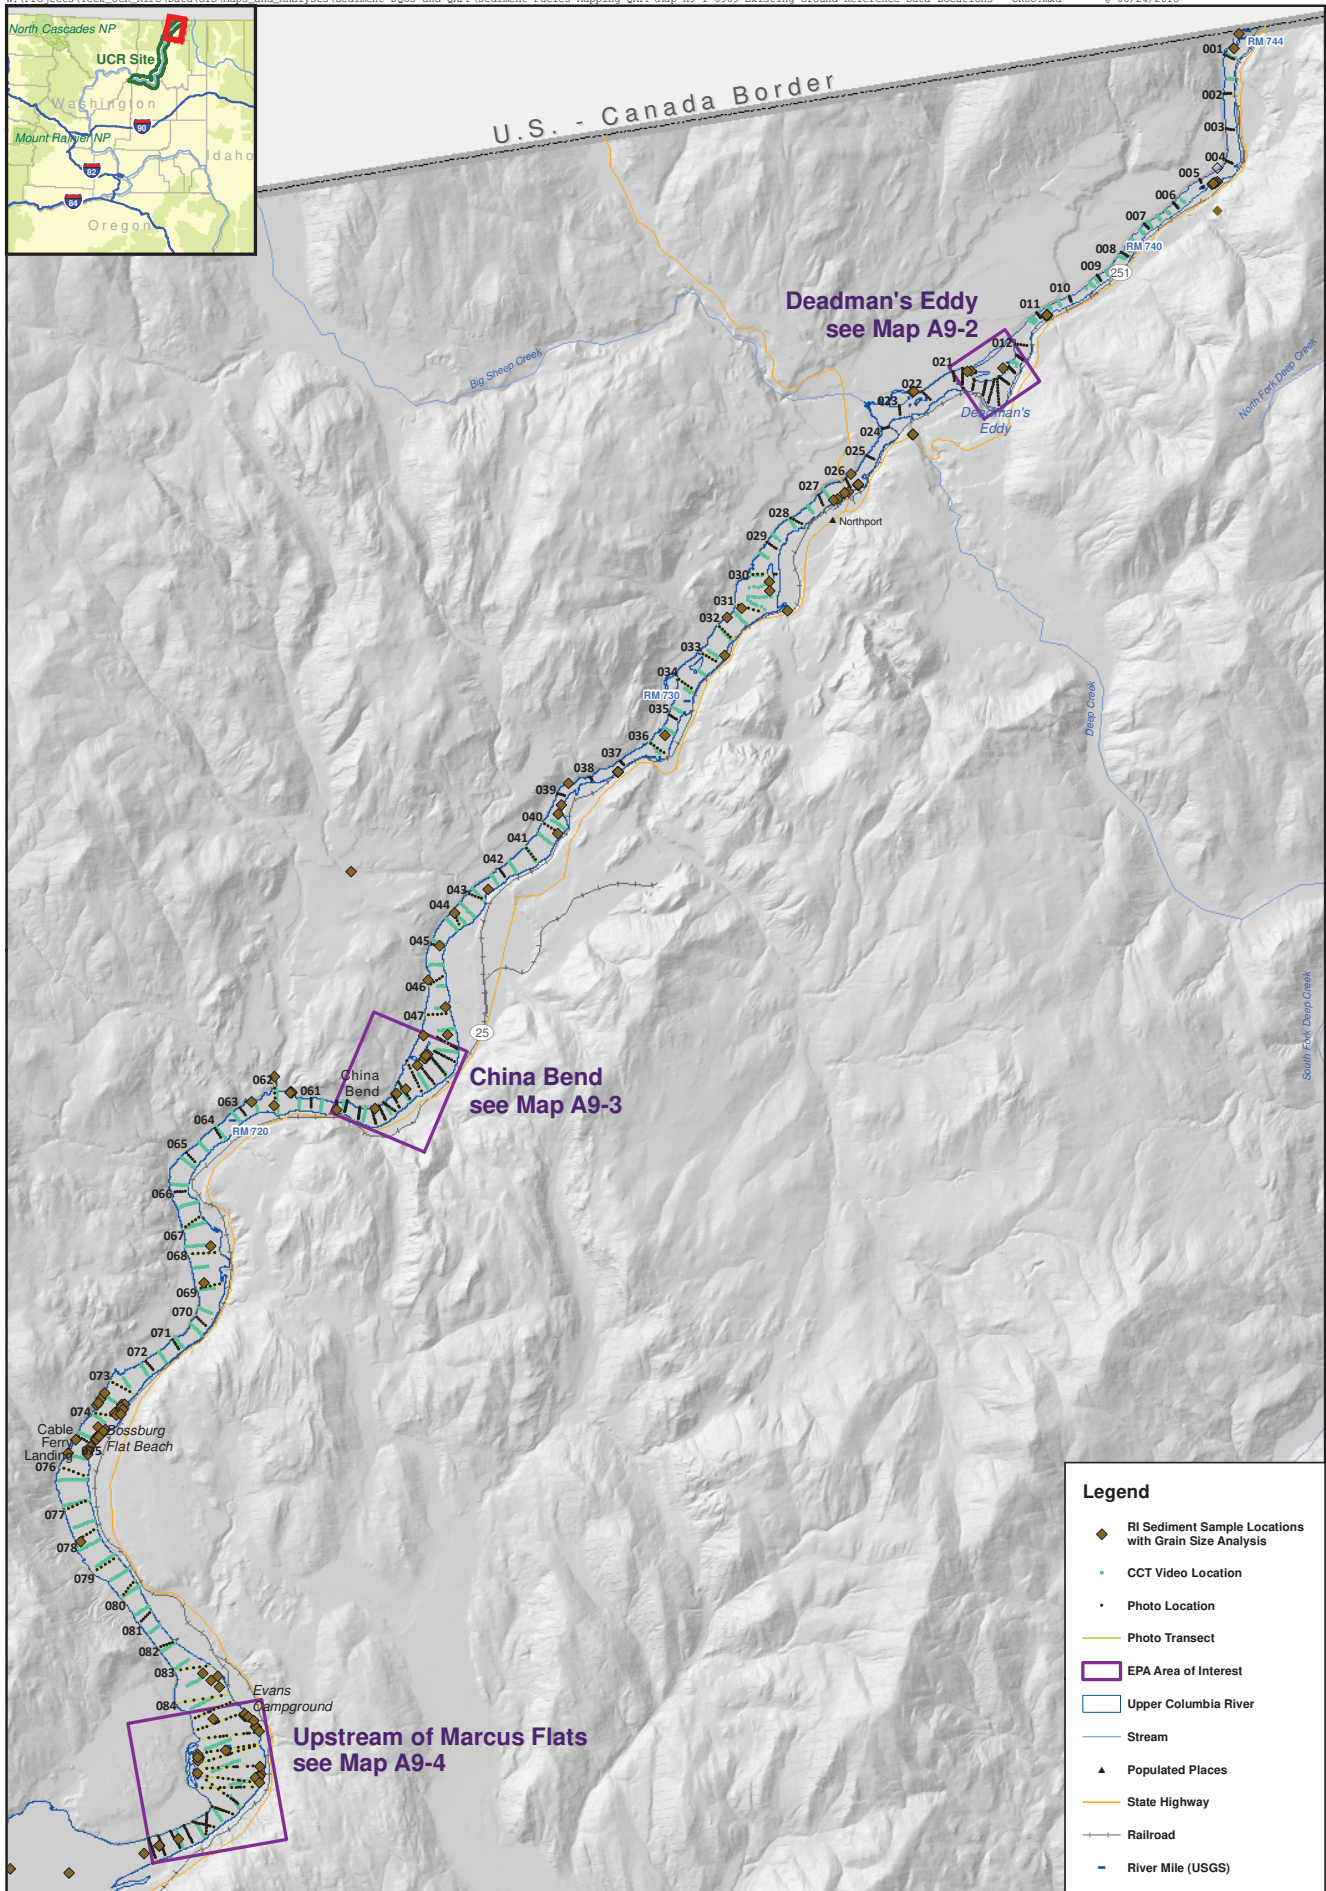 North Cascades NP
UCR Site
Washington
90
Mount Rainier NP
Idaho
82
84
Oregon
U.S. - Canada Border
001
RM 744
002
003
004
005
006
007
RM 740
008
009
251
010
011
Deadman's Eddy
see Map A9-2
012
021
022
023
Deadman's
Eddy
Big Sheep Creek
North Fork Deep Creek
024
025
026
027
Northport
028
029
030
031
032
033
034
RM 730
035
Deep Creek
036
037
038
039
040
041
042
043
044
045
046
047
25
South Fork Deep Creek
China
Bend
China Bend
see Map A9-3
061
062
063
RM 720
064
065
066
067
068
069
070
071
072
073
074
Cable
Ferry
Landing
Bossburg
Flat Beach
075
076
077
078
079
080
081
082
083
084
Evans
Campground
Upstream of Marcus Flats
see Map A9-4
Legend
RI Sediment Sample Locations
with Grain Size Analysis
CCT Video Location
Photo Location
Photo Transect
EPA Area of Interest
Upper Columbia River
Stream
Populated Places
State Highway
Railroad
River Mile (USGS)